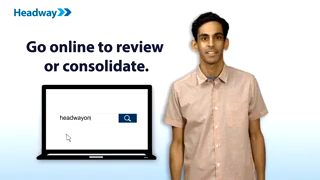 Headway
Go online to review
or consolidate.
headwayon